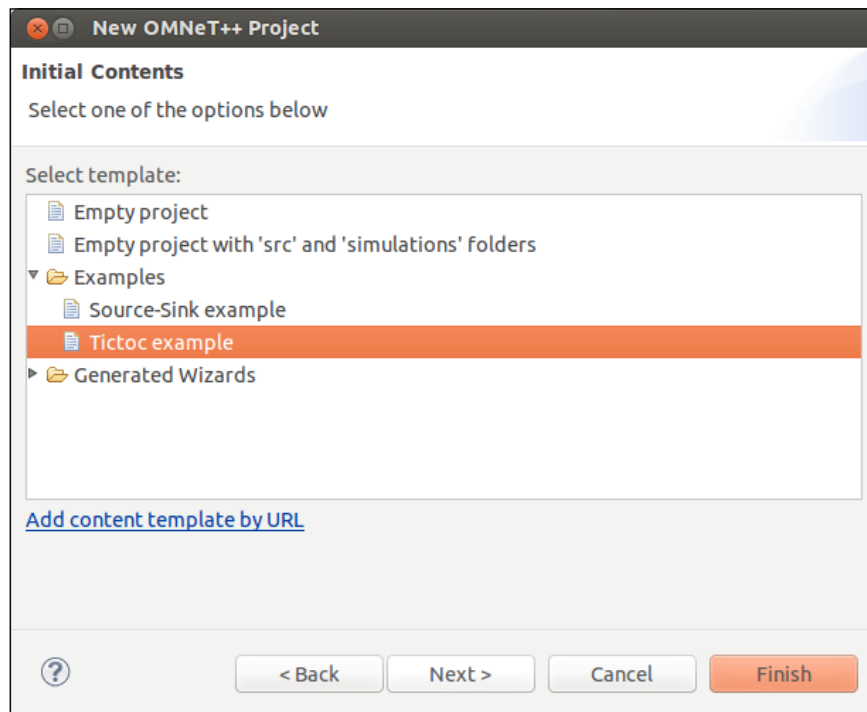 New OMNeT++ Project
Initial Contents
Select one of the options below
Select template:
Empty project
Empty project with 'src' and 'simulations' folders
Examples
Source-Sink example
Tictoc example
Generated Wizards
Add content template by URL
?
< Back Next > Cancel Finish